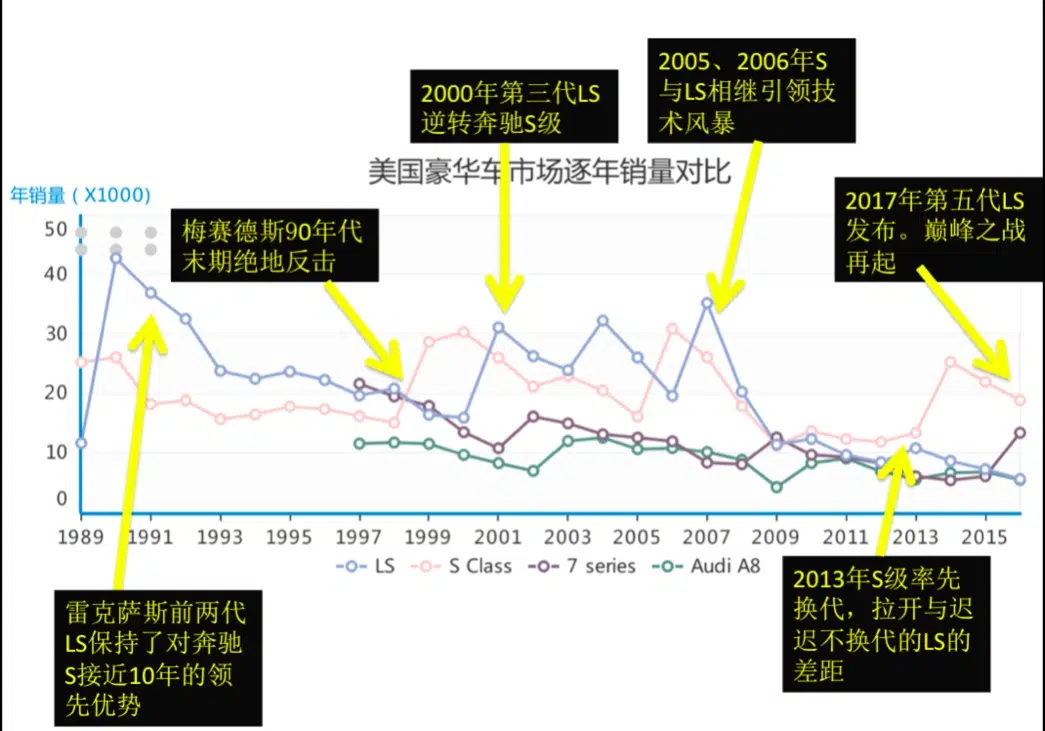 2005、2006年S
与LS相继引领技
术风暴
2000年第三代LS
逆转奔驰S级
美国豪华车市场逐年销量对比
年销量（X1000)
梅赛德斯90年代
末期绝地反击
2017年第五代LS
发布。巅峰之战
再起
50
40
30
20
10
0
1989 1991 1993 1995 1997 1999 2001 2003 2005 2007 2009 2011 2013 2015
LS S Class 7 series Audi A8
雷克萨斯前两代
LS保持了对奔驰
S接近10年的领
先优势
2013年S级率先
换代，拉开与迟
迟不换代的LS的
差距